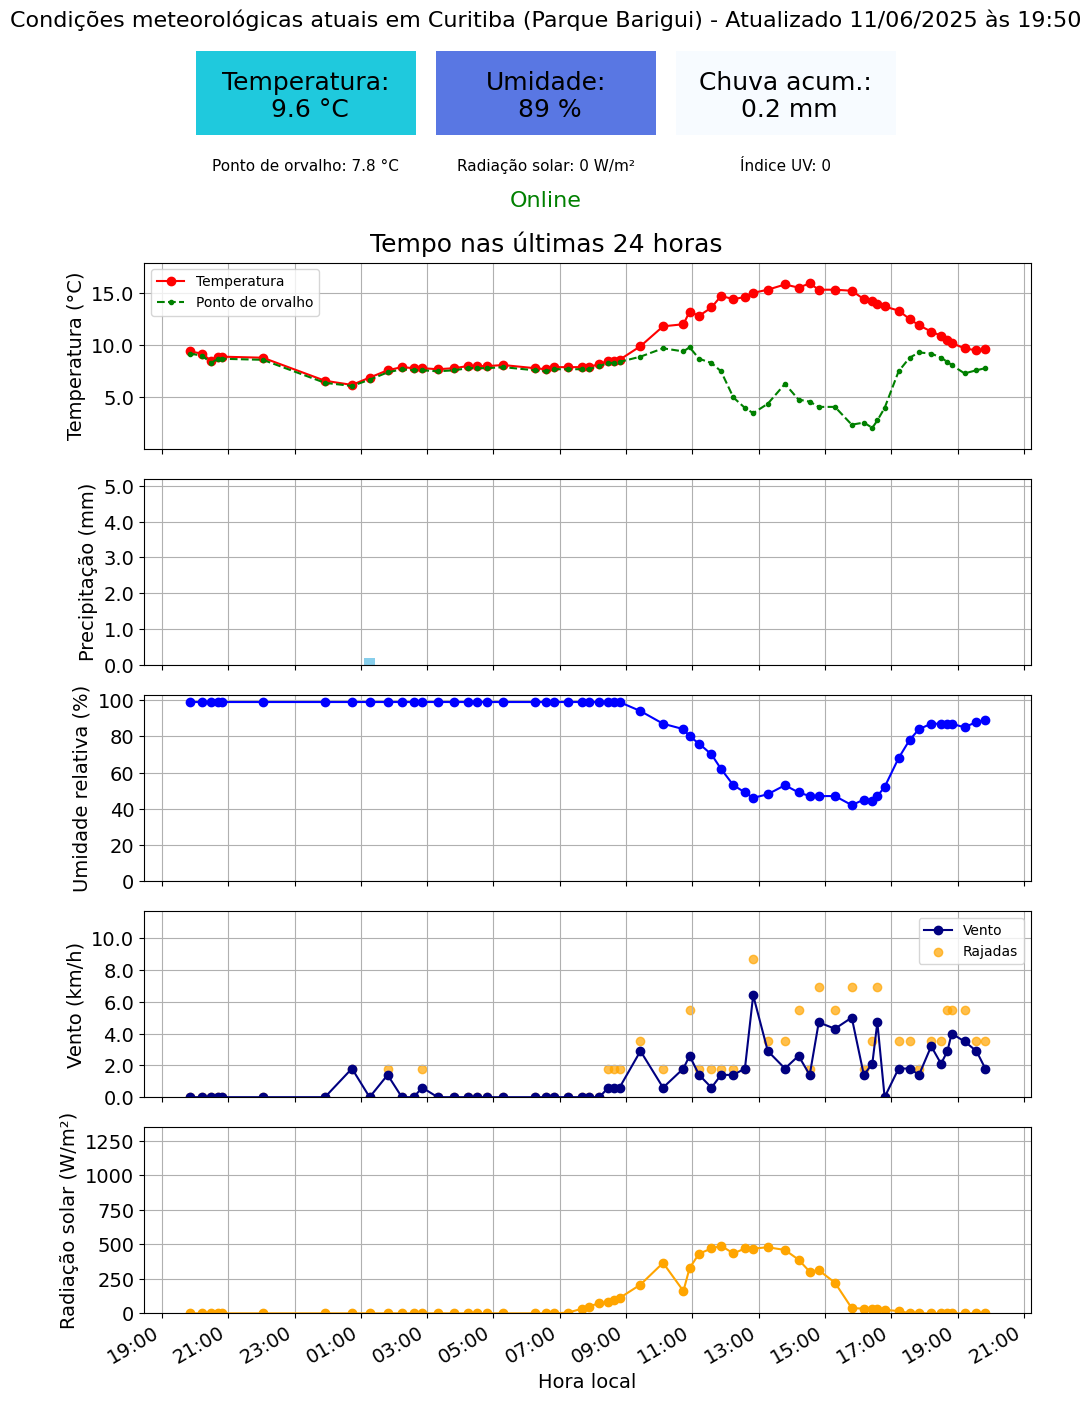 Condições meteorológicas atuais em Curitiba (Parque Barigui) - Atualizado 11/06/2025 às 19:50
Temperatura:
9.6 °C
Umidade:
89 %
Chuva acum.:
0.2 mm
Ponto de orvalho: 7.8 °C
Radiação solar: 0 W/m²
Índice UV: 0
Online
Tempo nas últimas 24 horas
Temperatura (°C)
15.0
10.0
5.0
Temperatura
Ponto de orvalho
Precipitação (mm)
5.0
4.0
3.0
2.0
1.0
0.0
Umidade relativa (%)
100
80
60
40
20
0
Vento (km/h)
10.0
8.0
6.0
4.0
2.0
0.0
Vento
Rajadas
Radiação solar (W/m²)
1250
1000
750
500
250
0
19:00
21:00
23:00
01:00
03:00
05:00
07:00
09:00
11:00
13:00
15:00
17:00
19:00
21:00
Hora local